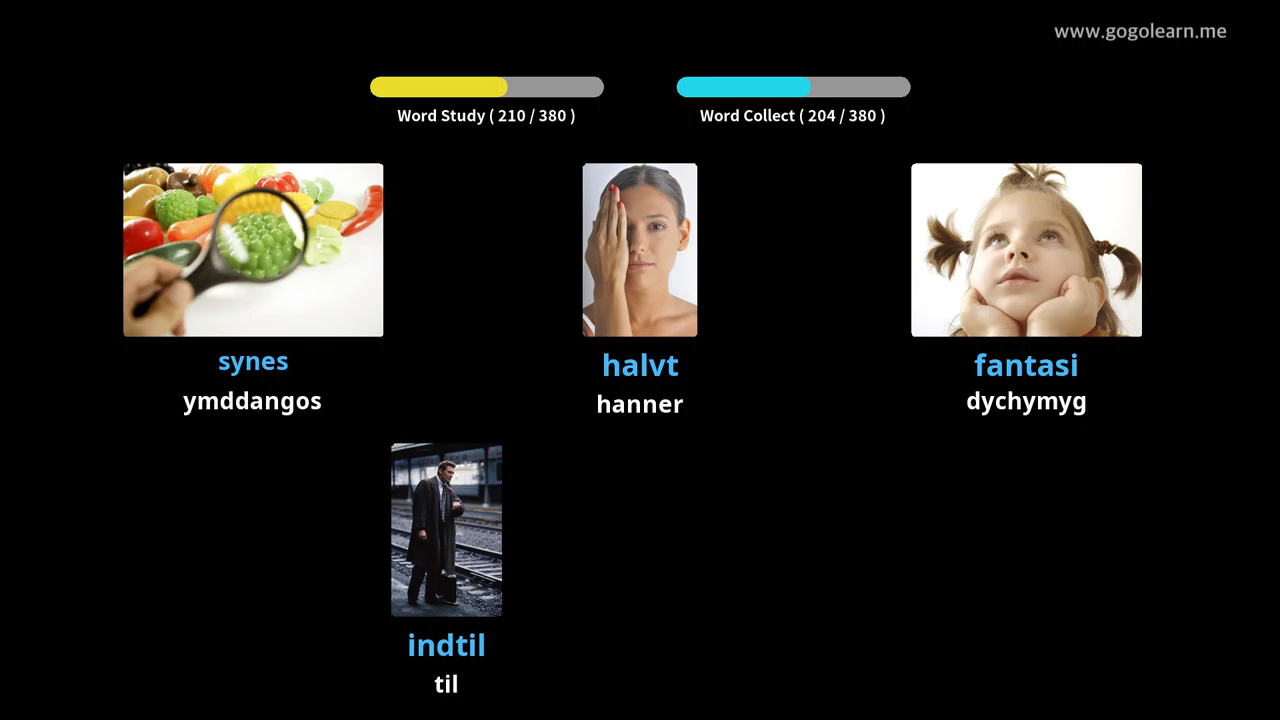 www.gogolearn.me
Word Study ( 210 / 380 )
Word Collect ( 204 / 380 )
synes
ymddangos
halvt
hanner
fantasi
dychymyg
indtil
til